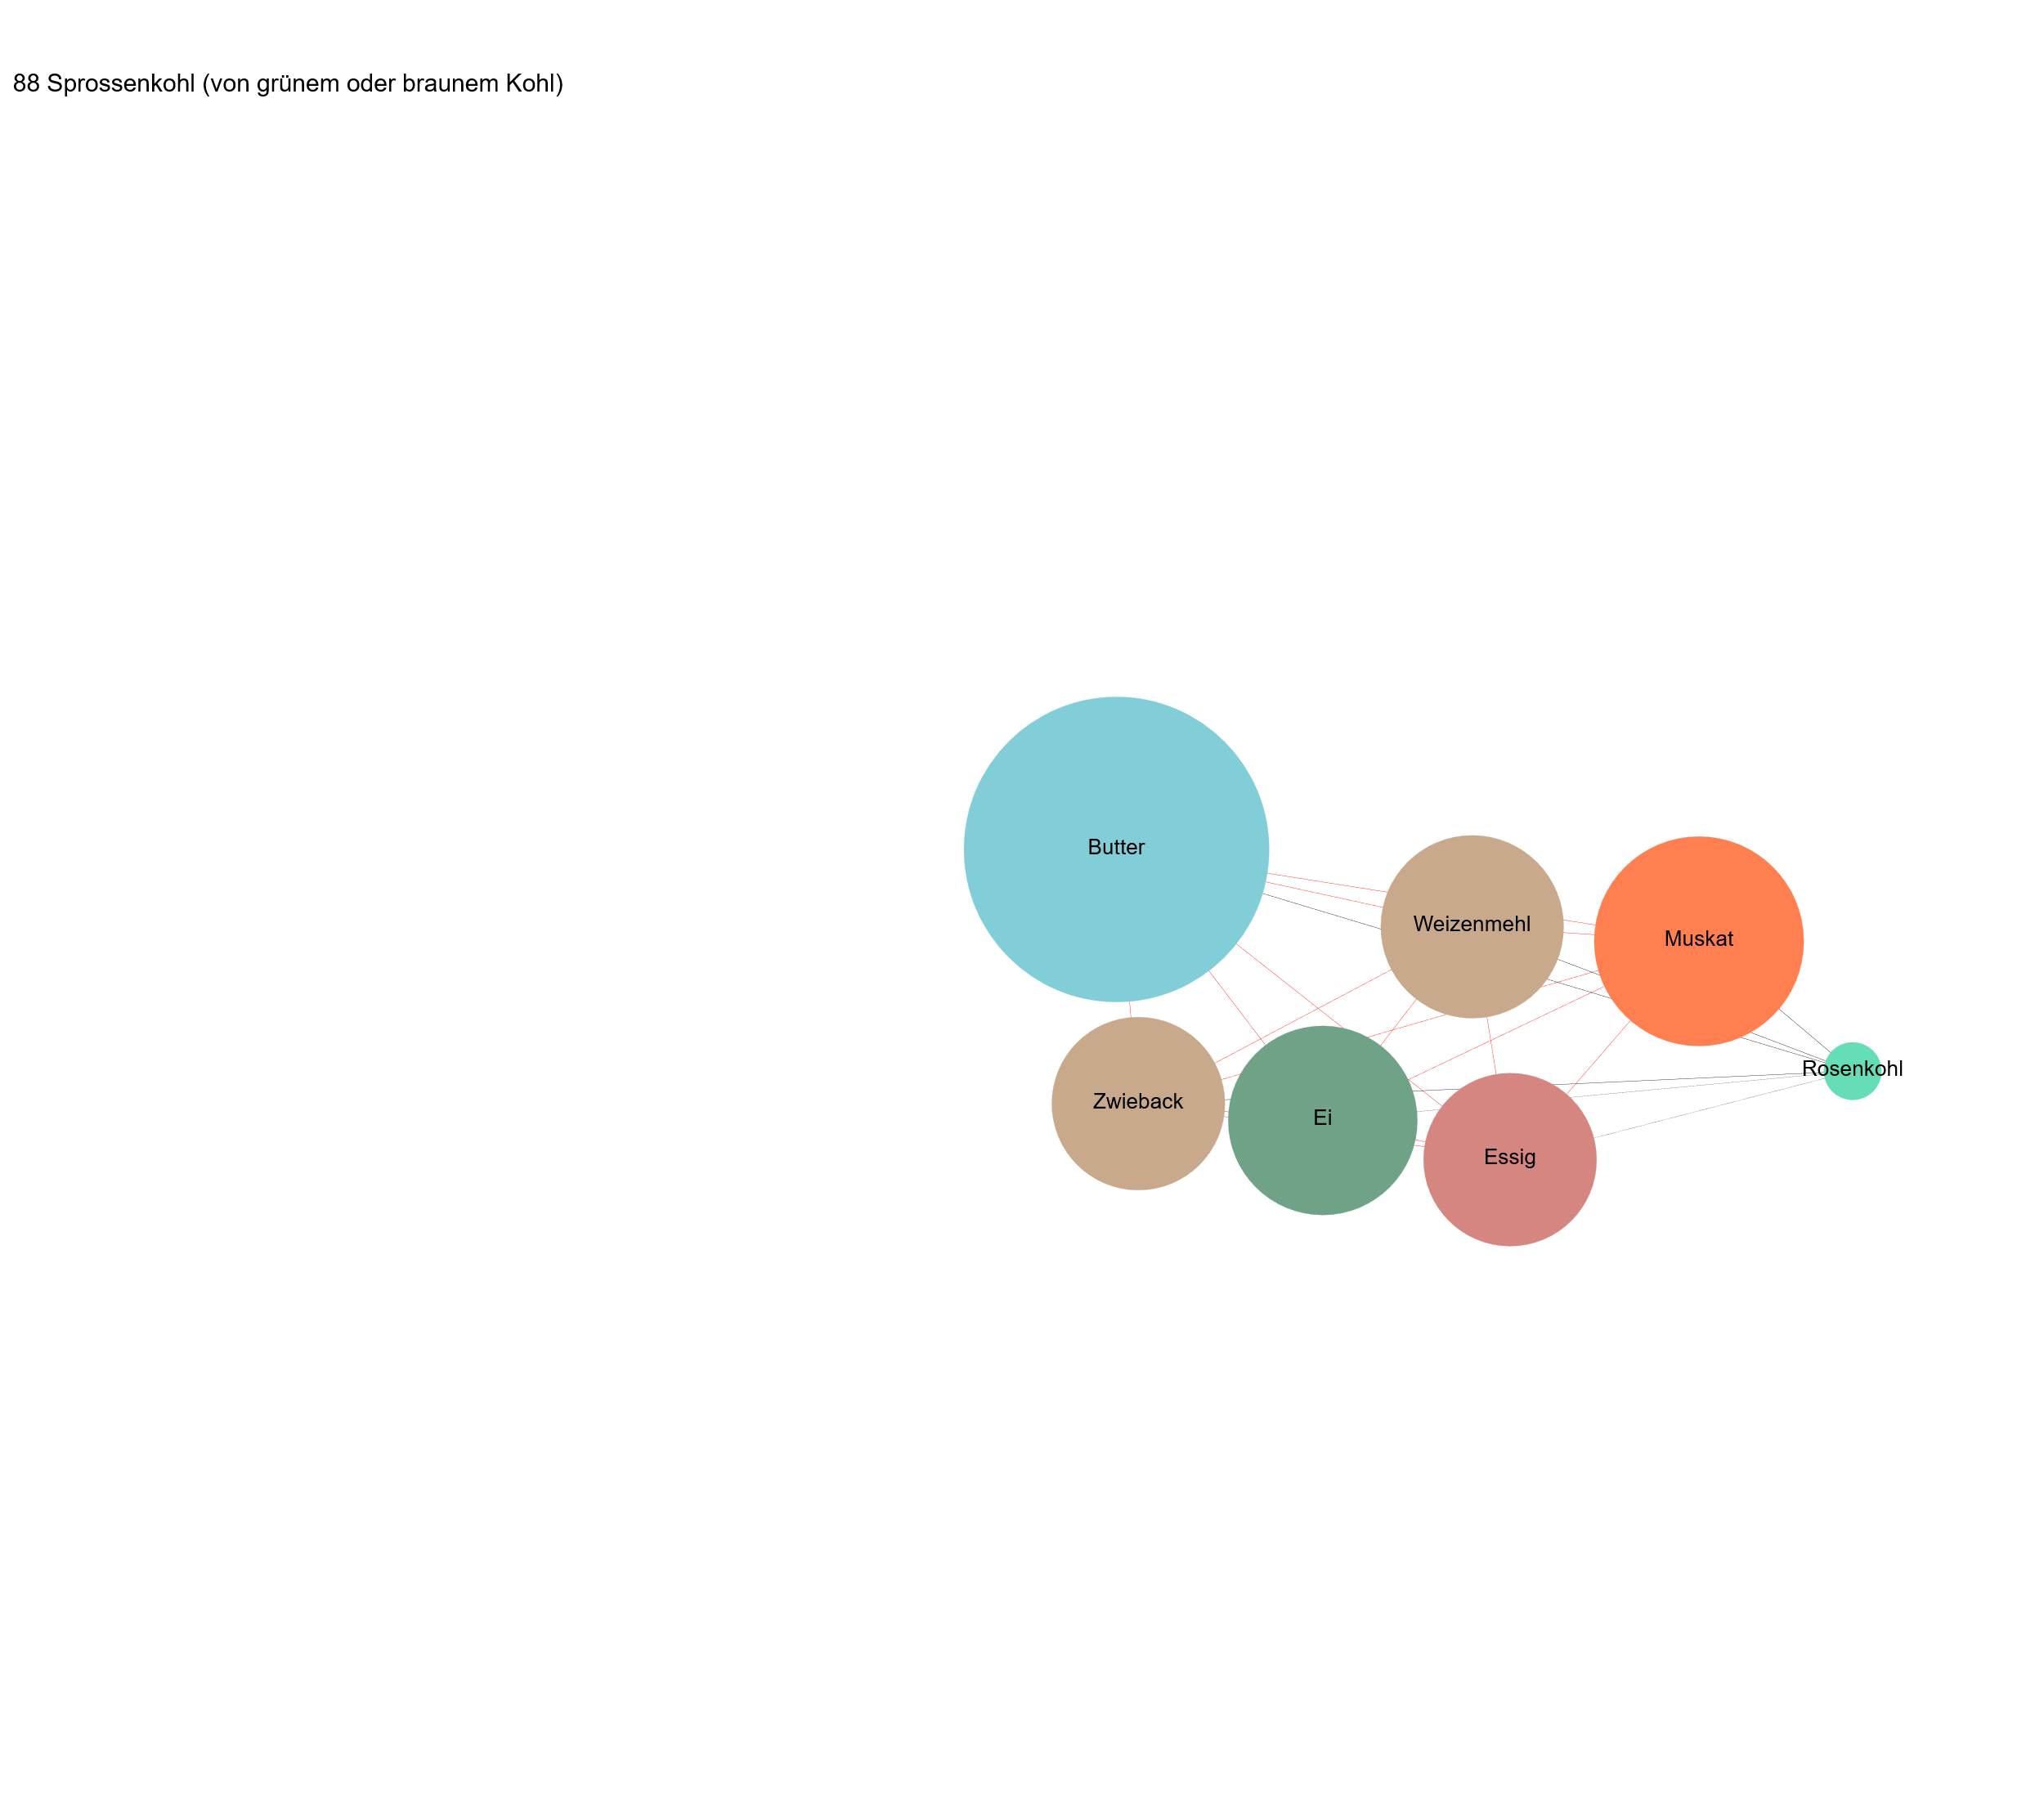 88 Sprossenkohl (von grünem oder braunem Kohl)
Butter
Weizenmehl
Muskat
Rosenkohl
Zwieback
Ei
Essig